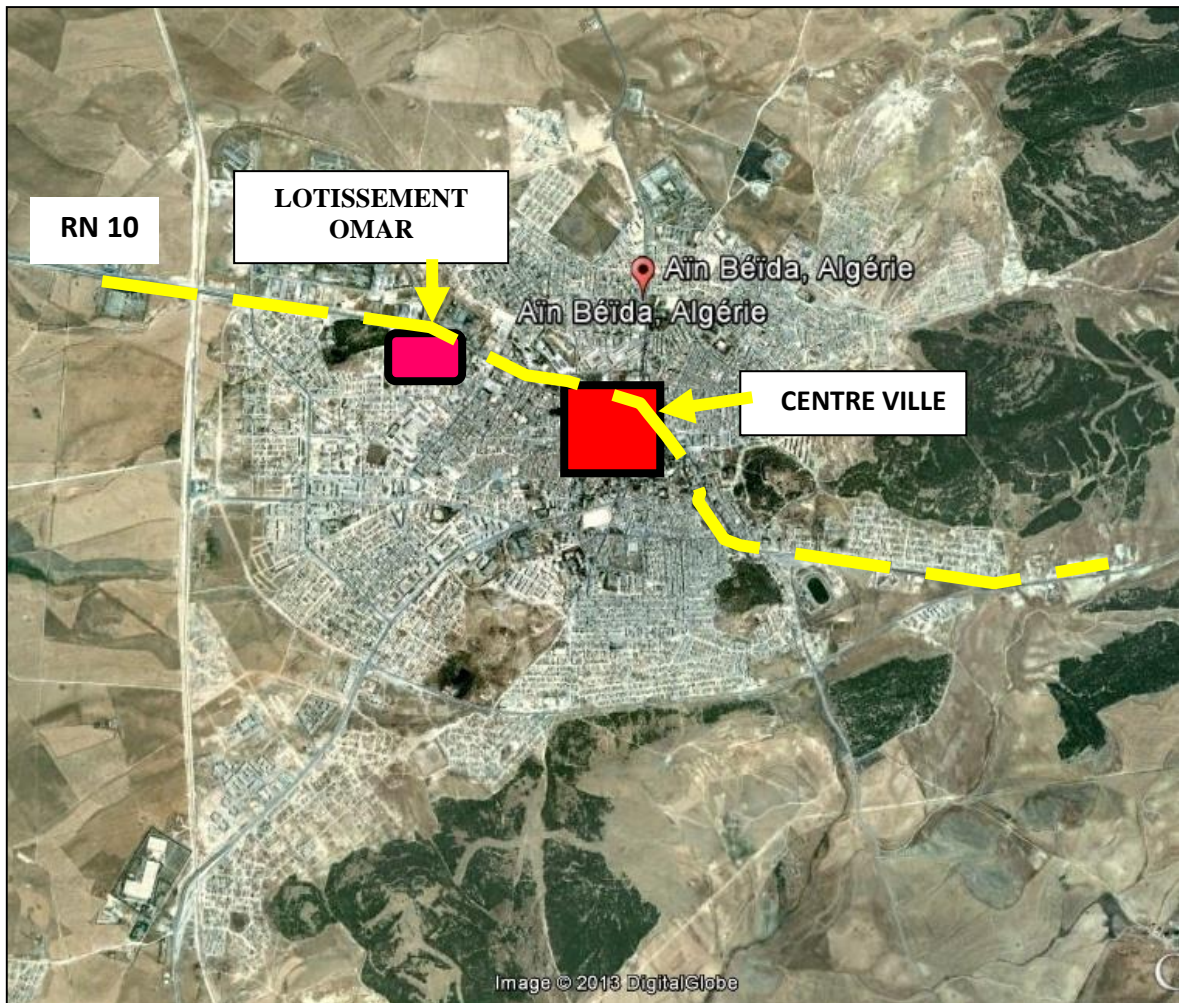 LOTISSEMENT
OMAR
RN 10
Aïn Béïda, Algérie
Aïn Béïda, Algérie
CENTRE VILLE
Image © 2013 DigitalGlobe